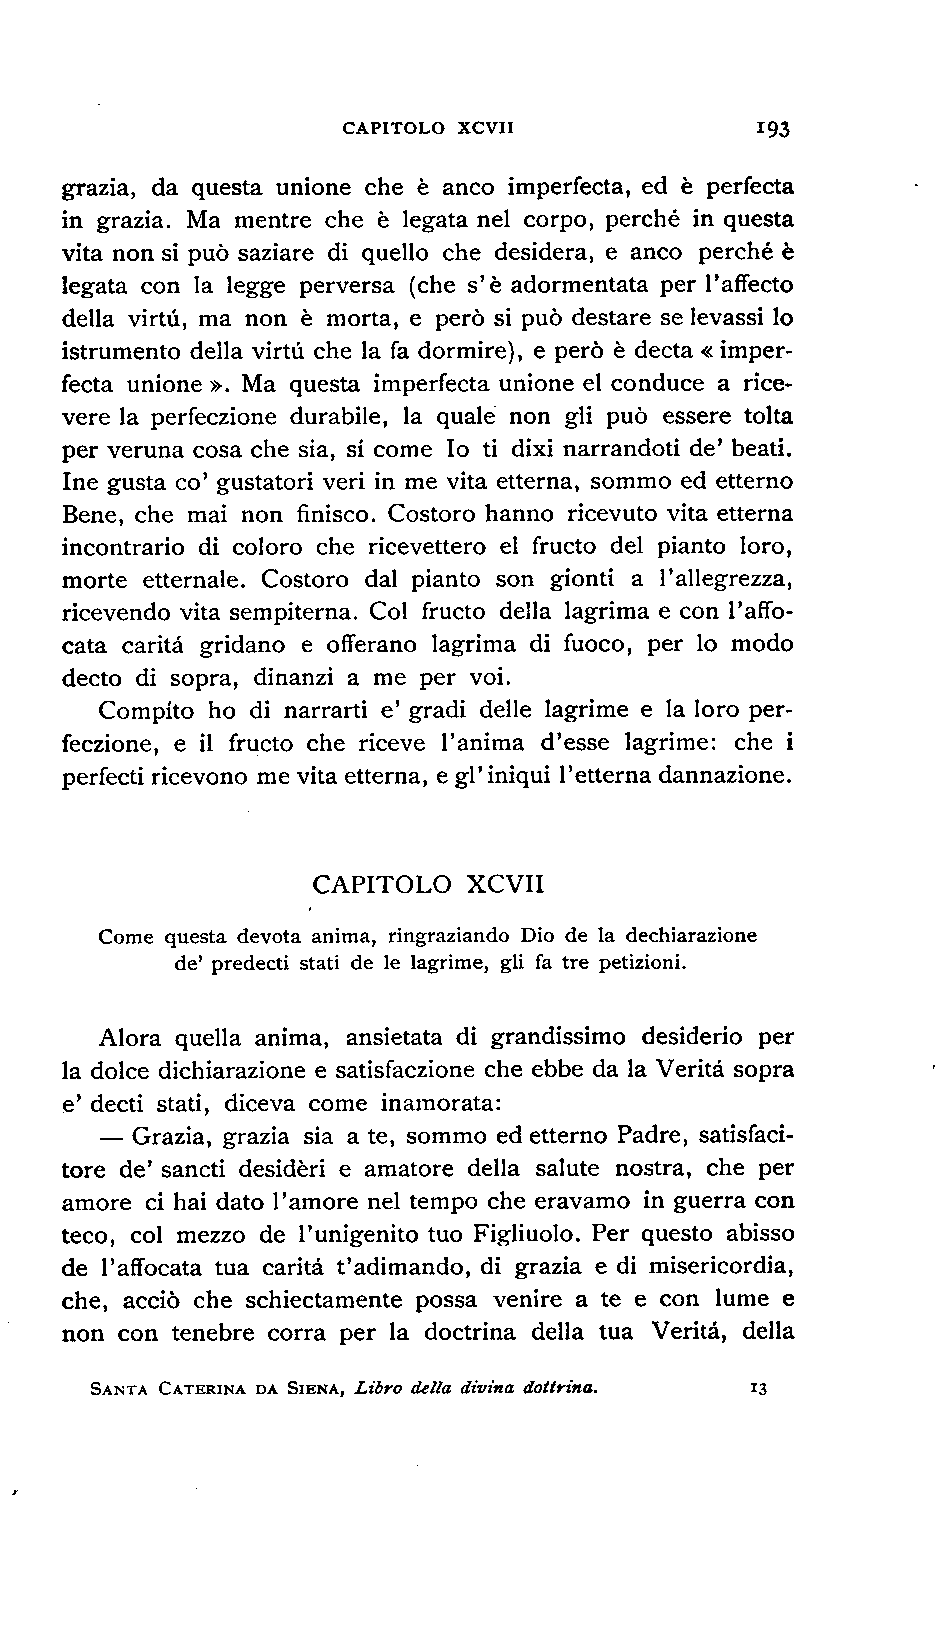 CAPITOLO XCVII 193
grazia, da questa unione che è anco imperfecta, ed è perfecta
in grazia. Ma mentre che è legata nel corpo, perché in questa
vita non si può saziare di quello che desidera, e anco perché è
legata con la legge perversa (che s'è adormentata per l'affecto
della virtú, ma non è morta, e però si può destare se levassi lo
istrumento della virtú che la fa dormire), e però è decta « imper-
fecta unione ». Ma questa imperfecta unione el conduce a rice-
vere la perfeczione durabile, la quale non gli può essere tolta
per veruna cosa che sia, sí come Io ti dixi narrandoti de' beati.
Ine gusta co' gustatori veri in me vita etterna, sommo ed etterno
Bene, che mai non finisco. Costoro hanno ricevuto vita etterna
incontrario di coloro che ricevettero el fructo del pianto loro,
morte etternale. Costoro dal pianto son gionti a l'allegrezza,
ricevendo vita sempiterna. Col fructo della lagrima e con l'affo-
cata caritá gridano e offerano lagrima di fuoco, per lo modo
decto di sopra, dinanzi a me per voi.
Compíto ho di narrarti e' gradi delle lagrime e la loro per-
feczione, e il fructo che riceve l'anima d'esse lagrime: che i
perfecti ricevono me vita etterna, e gl'iniqui l'etterna dannazione.
CAPITOLO XCVII
Come questa devota anima, ringraziando Dio de la dechiarazione
de' predecti stati de le lagrime, gli fa tre petizioni.
Alora quella anima, ansietata di grandissimo desiderio per
la dolce dichiarazione e satisfaczione che ebbe da la Veritá sopra
e' decti stati, diceva come inamorata:
— Grazia, grazia sia a te, sommo ed etterno Padre, satisfaci-
tore de' sancti desidèri e amatore della salute nostra, che per
amore ci hai dato l'amore nel tempo che eravamo in guerra con
teco, col mezzo de l'unigenito tuo Figliuolo. Per questo abisso
de l'affocata tua caritá t'adimando, di grazia e di misericordia,
che, acciò che schiectamente possa venire a te e con lume e
non con tenebre corra per la doctrina della tua Veritá, della
SANTA CATERINA DA SIENA, Libro della divina dottrina. 13